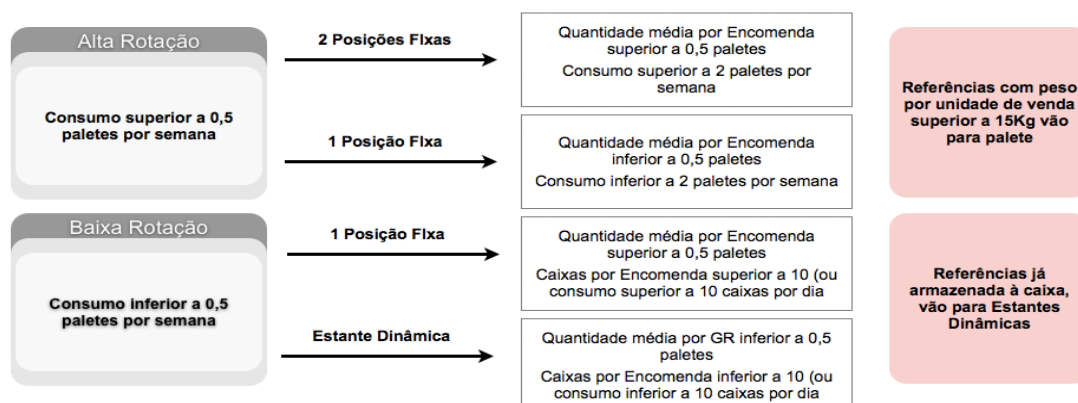 Alta Rotação
Consumo superior a 0,5
paletes por semana
2 Posições FIxas
Quantidade média por Encomenda
superior a 0,5 paletes
Consumo superior a 2 paletes por
semana
1 Posição FIxa
Quantidade média por Encomenda
inferior a 0,5 paletes
Consumo inferior a 2 paletes por semana
Baixa Rotação
Consumo inferior a 0,5
paletes por semana
1 Posição FIxa
Quantidade média por Encomenda
superior a 0,5 paletes
Caixas por Encomenda superior a 10 (ou
consumo superior a 10 caixas por dia
Estante Dinâmica
Quantidade média por GR inferior a 0,5
paletes
Caixas por Encomenda inferior a 10 (ou
consumo inferior a 10 caixas por dia
Referências com peso
por unidade de venda
superior a 15Kg vão
para palete
Referências já
armazenada à caixa,
vão para Estantes
Dinâmicas